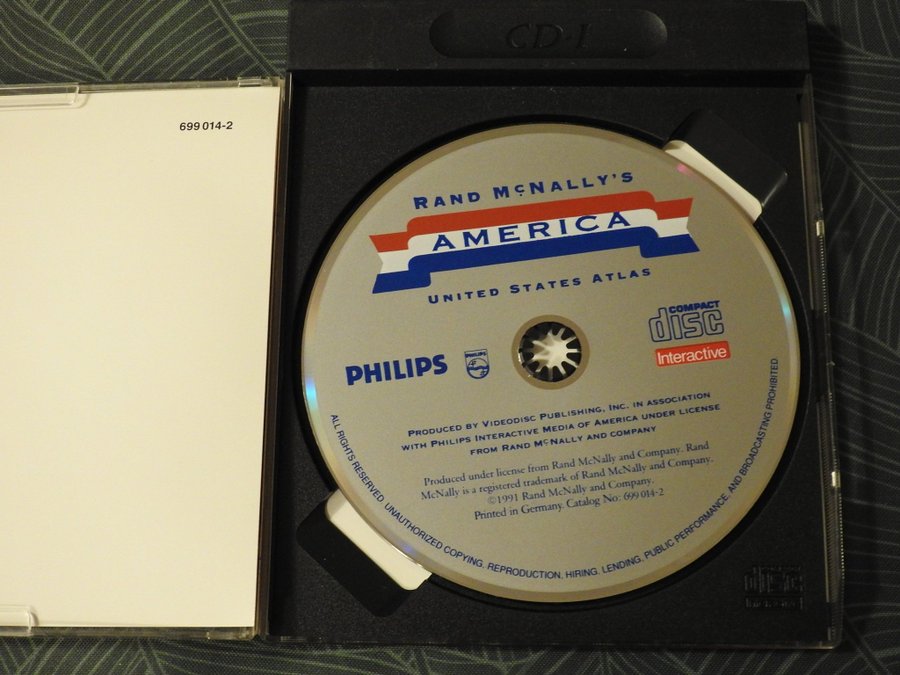 CD·I
699 014-2
RAND MCNALLY'S
AMERICA
UNITED STATES ATLAS
COMPACT
disc
Interactive
PHILIPS
PHILIPS
PRODUCED BY VIDEODISC PUBLISHING, INC. IN ASSOCIATION
WITH PHILIPS INTERACTIVE MEDIA OF AMERICA UNDER LICENSE
FROM RAND MCNALLY AND COMPANY
Produced under license from Rand McNally and Company. Rand
McNally is a registered trademark of Rand McNally and Company.
©1991 Rand McNally and Company.
Printed in Germany. Catalog No: 699 014-2
ALL RIGHTS RESERVED. UNAUTHORIZED COPYING, REPRODUCTION, HIRING, LENDING, PUBLIC PERFORMANCE, AND BROADCASTING PROHIBITED.
disc
Interactive